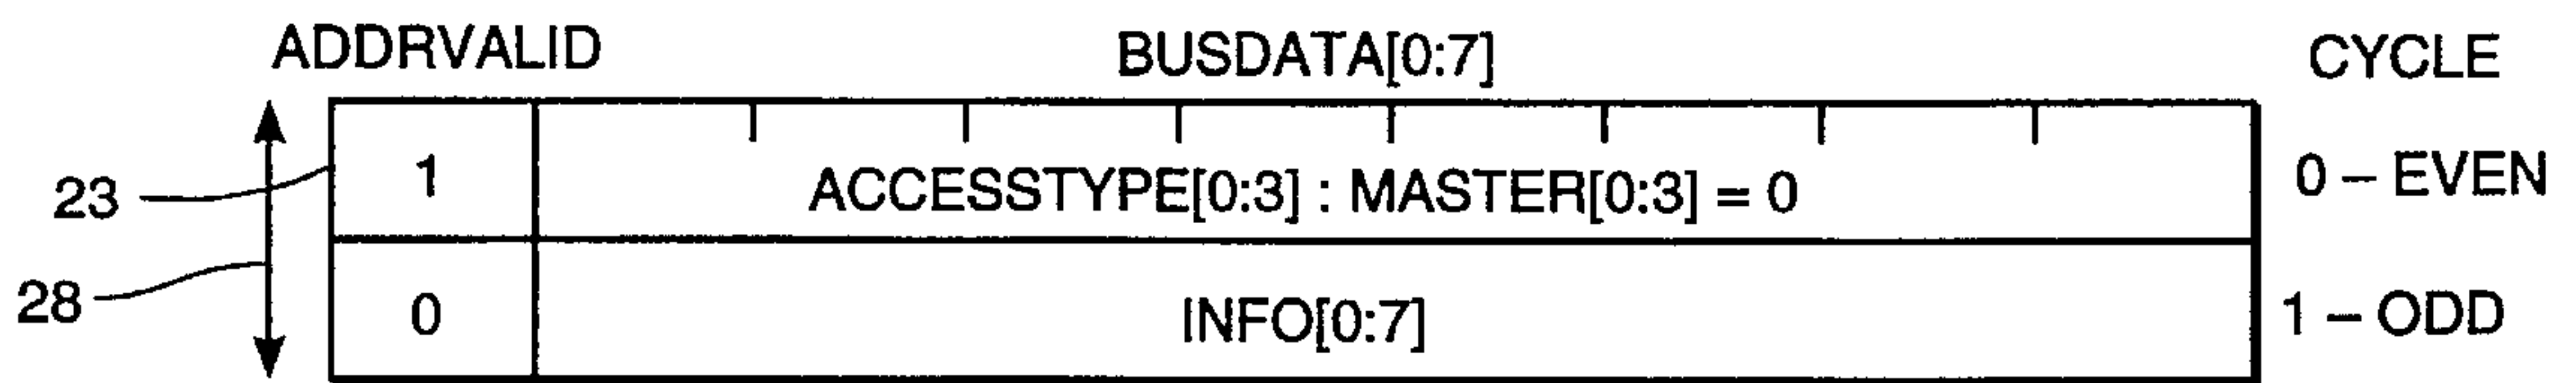 ADDRVALID BUSDATA[0:7] CYCLE
23 1 ACCESSTYPE[0:3] : MASTER[0:3] = 0 0 – EVEN
28 0 INFO[0:7] 1 – ODD